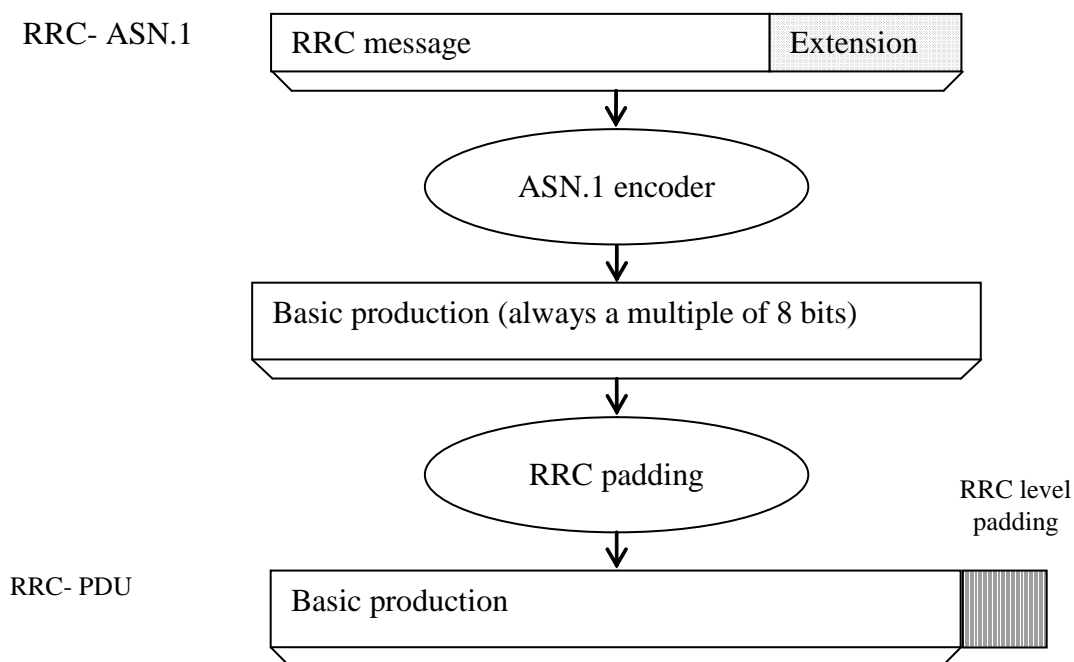 RRC- ASN.1
RRC message
Extension
ASN.1 encoder
Basic production (always a multiple of 8 bits)
RRC padding
RRC level
padding
RRC- PDU
Basic production